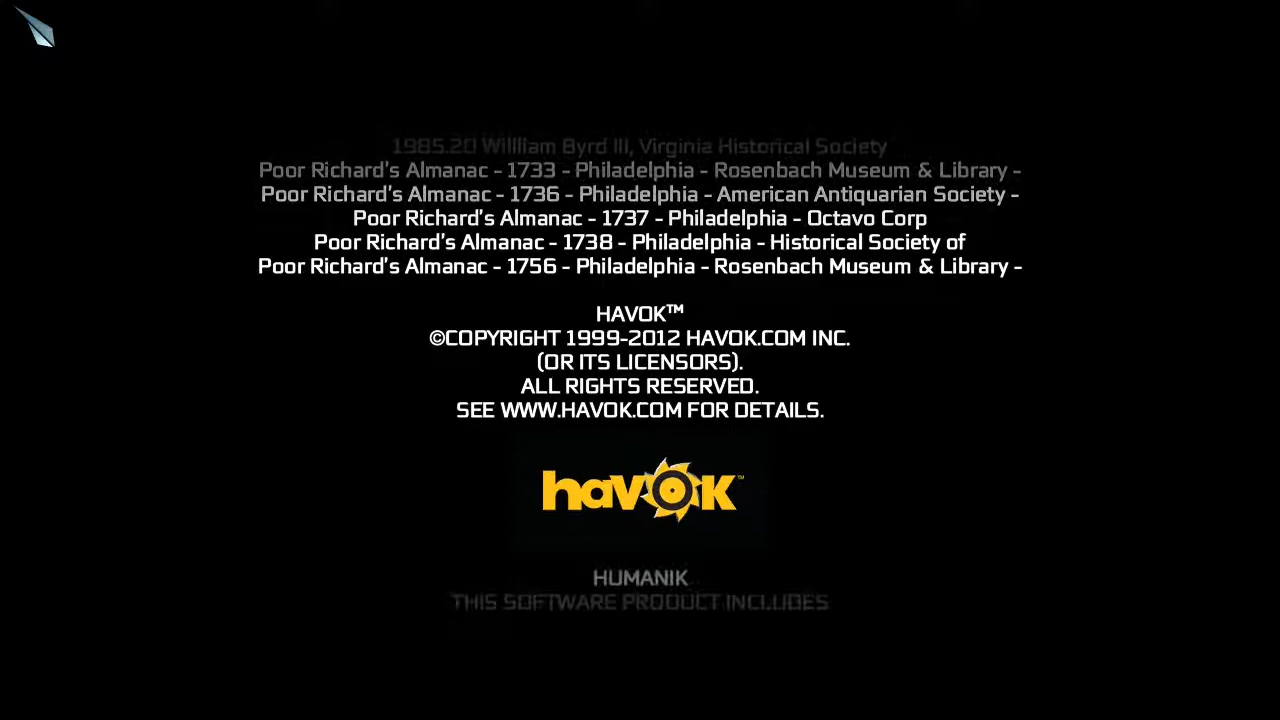 1985.20 Willliam Byrd III, Virginia Historical Society
Poor Richard's Almanac - 1733 - Philadelphia - Rosenbach Museum & Library -
Poor Richard's Almanac - 1736 - Philadelphia - American Antiquarian Society -
Poor Richard's Almanac - 1737 - Philadelphia - Octavo Corp
Poor Richard's Almanac - 1738 - Philadelphia - Historical Society of
Poor Richard's Almanac - 1756 - Philadelphia - Rosenbach Museum & Library -
HAVOK™
©COPYRIGHT 1999-2012 HAVOK.COM INC.
(OR ITS LICENSORS).
ALL RIGHTS RESERVED.
SEE WWW.HAVOK.COM FOR DETAILS.
havok™
HUMANIK
THIS SOFTWARE PRODUCT INCLUDES